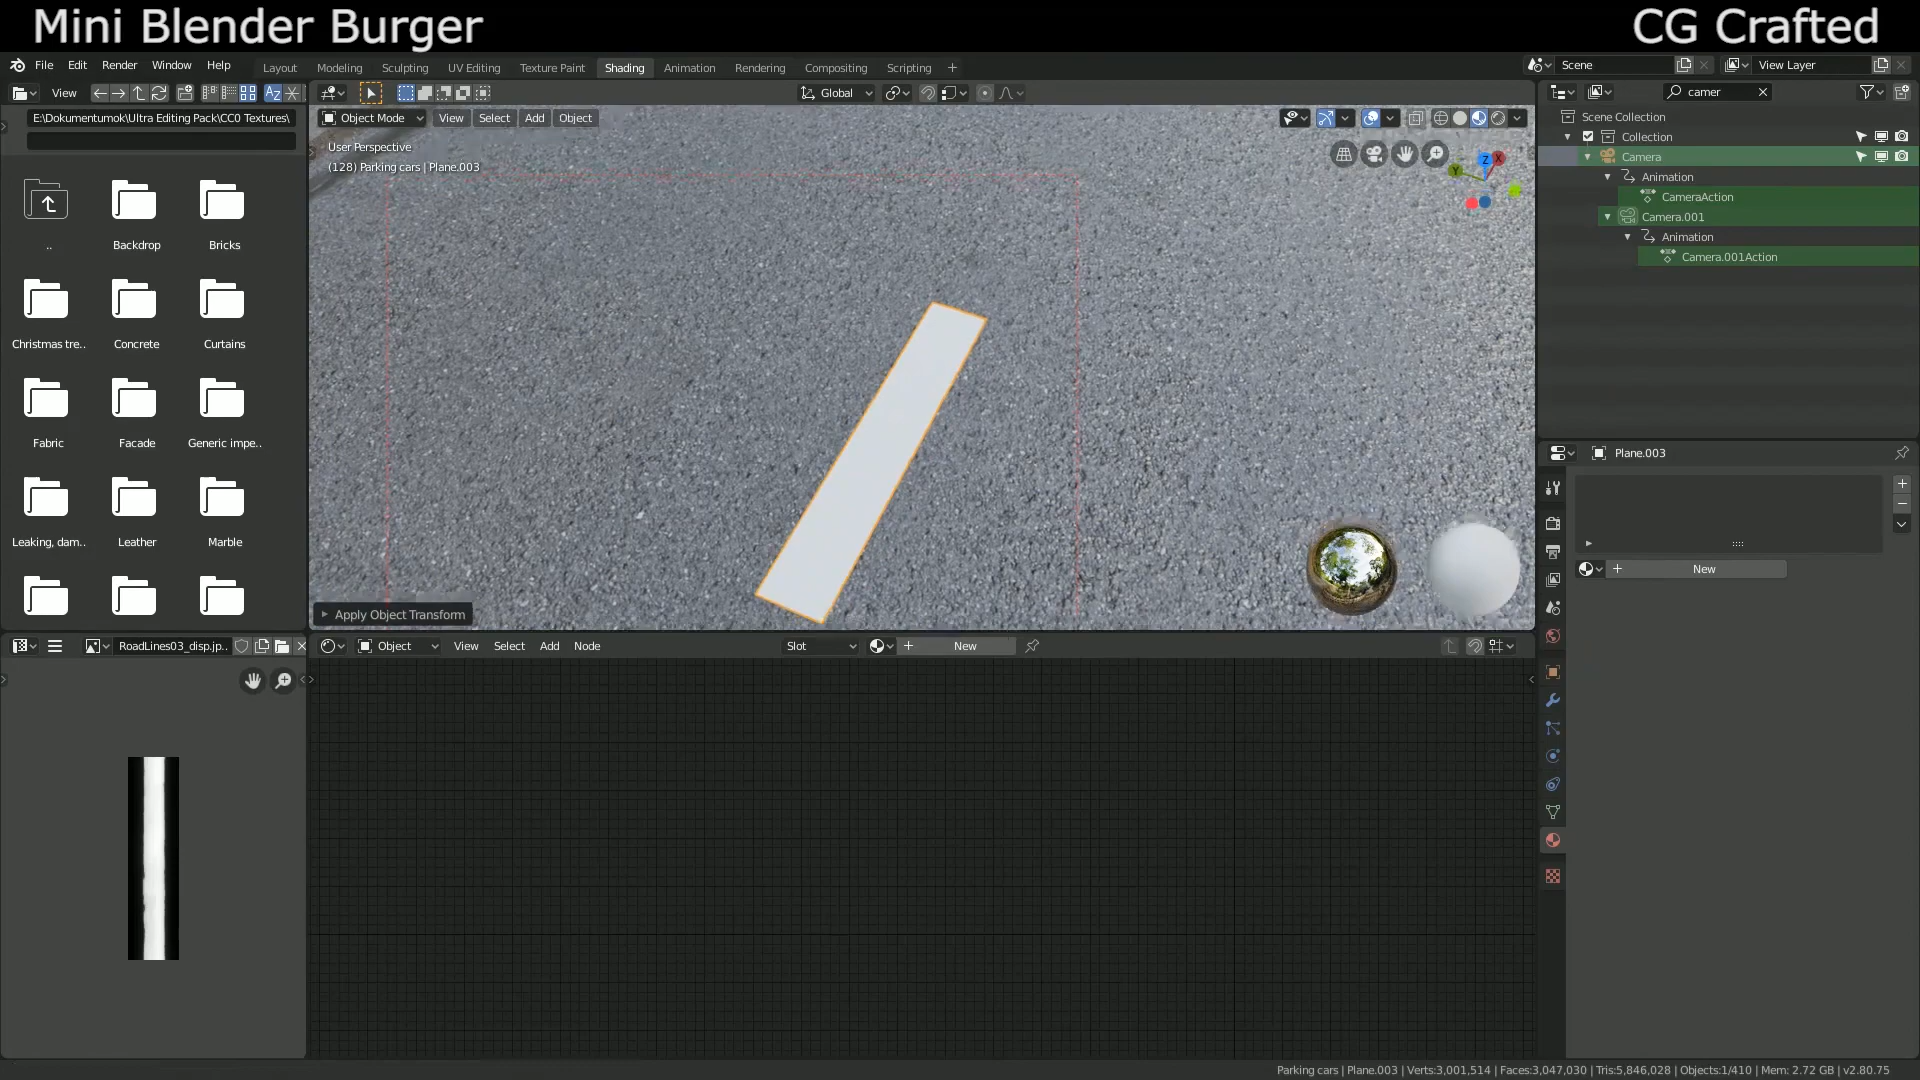 Mini Blender Burger
CG Crafted
File Edit Render Window Help
Layout Modeling Sculpting UV Editing Texture Paint Shading Animation Rendering Compositing Scripting
Scene
View Layer
View
Global
camer
E:\Dokumentumok\Ultra Editing Pack\CC0 Textures\
Object Mode View Select Add Object
User Perspective
(128) Parking cars | Plane.003
Z
X
Y
Scene Collection
Collection
Camera
Animation
CameraAction
Camera.001
Animation
Camera.001Action
..
Backdrop
Bricks
Christmas tre..
Concrete
Curtains
Fabric
Facade
Generic impe..
Leaking, dam..
Leather
Marble
Plane.003
New
Apply Object Transform
RoadLines03_disp.jp..
Object View Select Add Node
Slot
New
Parking cars | Plane.003 | Verts:3,001,514 | Faces:3,047,030 | Tris:5,846,028 | Objects:1/410 | Mem: 2.72 GB | v2.80.75